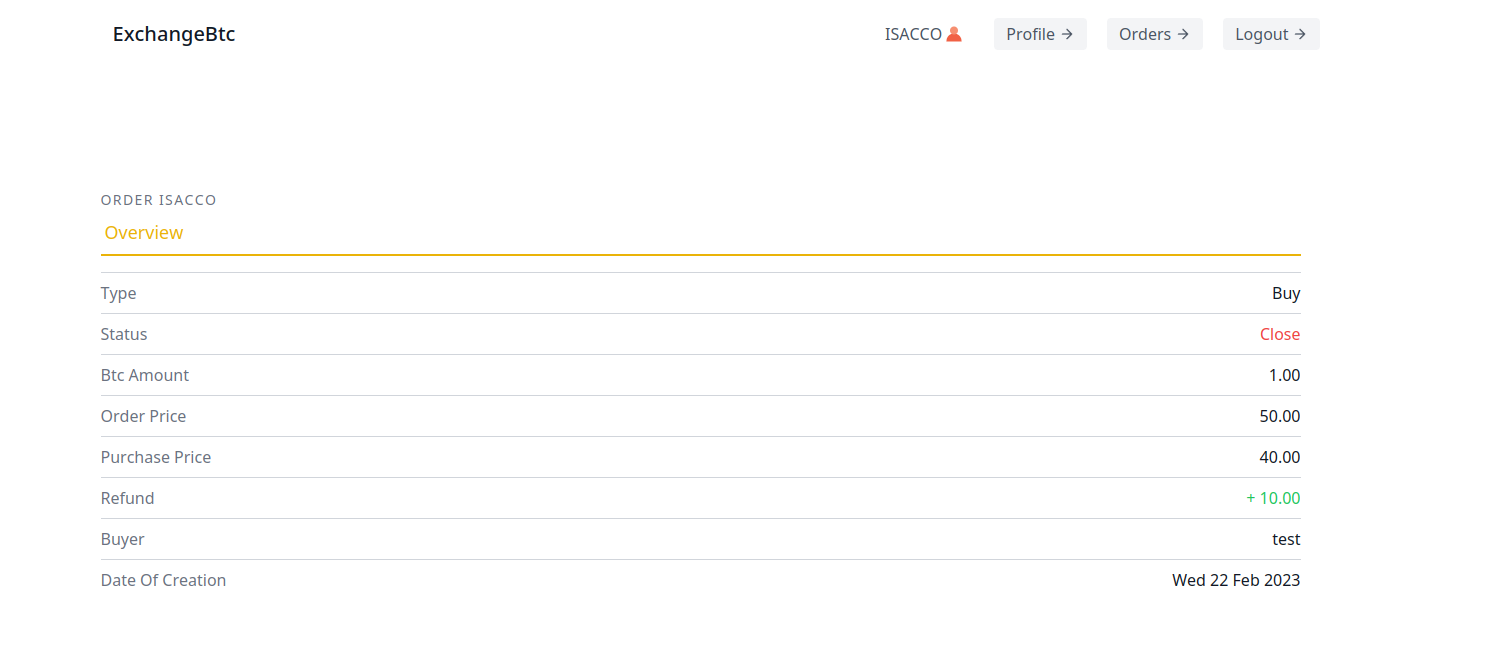 ExchangeBtc
ISACCO Profile → Orders → Logout →
ORDER ISACCO
Overview
Type Buy
Status Close
Btc Amount 1.00
Order Price 50.00
Purchase Price 40.00
Refund + 10.00
Buyer test
Date Of Creation Wed 22 Feb 2023